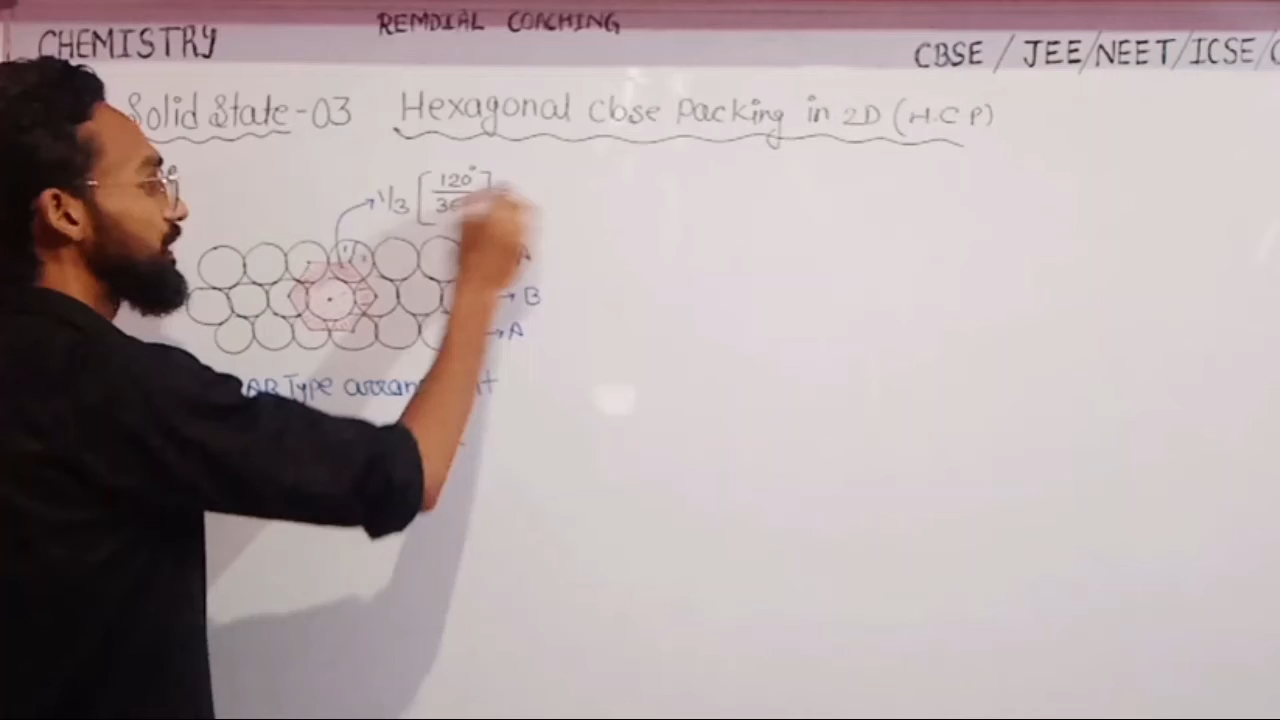 REMDIAL COACHING
CHEMISTRY
CBSE / JEE/NEET/ICSE/
Solid State-03 Hexagonal Close Packing in 2D (H.C.P)
1/3 [120°
A
B
A
AB Type